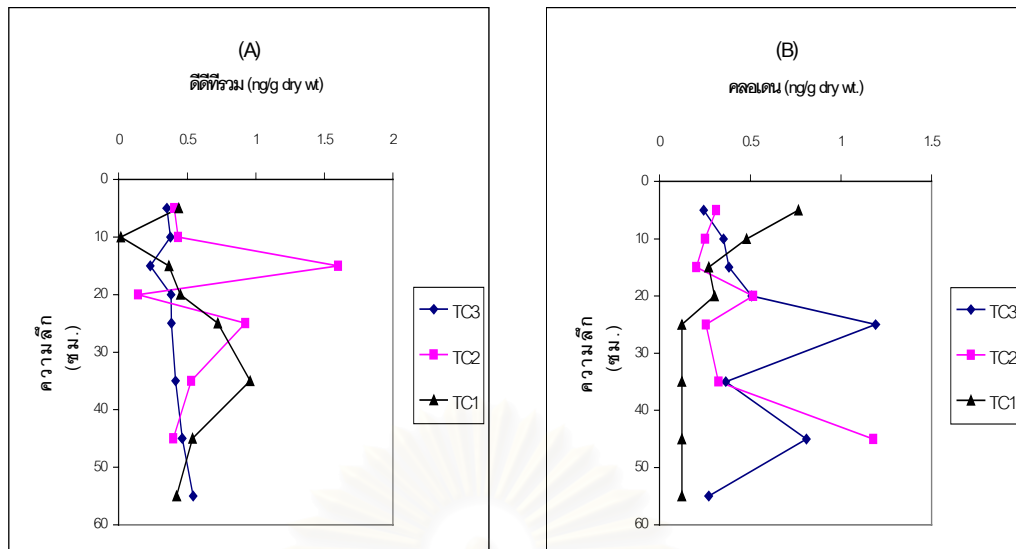 (A)
ดีดีทีรวม (ng/g dry wt)
0 0.5 1 1.5 2
0
10
20
30
40
50
60
ความลึก
(ซม.)
TC3
TC2
TC1
(B)
คลอเดน (ng/g dry wt.)
0 0.5 1 1.5
0
10
20
30
40
50
60
ความลึก
(ซม.)
TC3
TC2
TC1